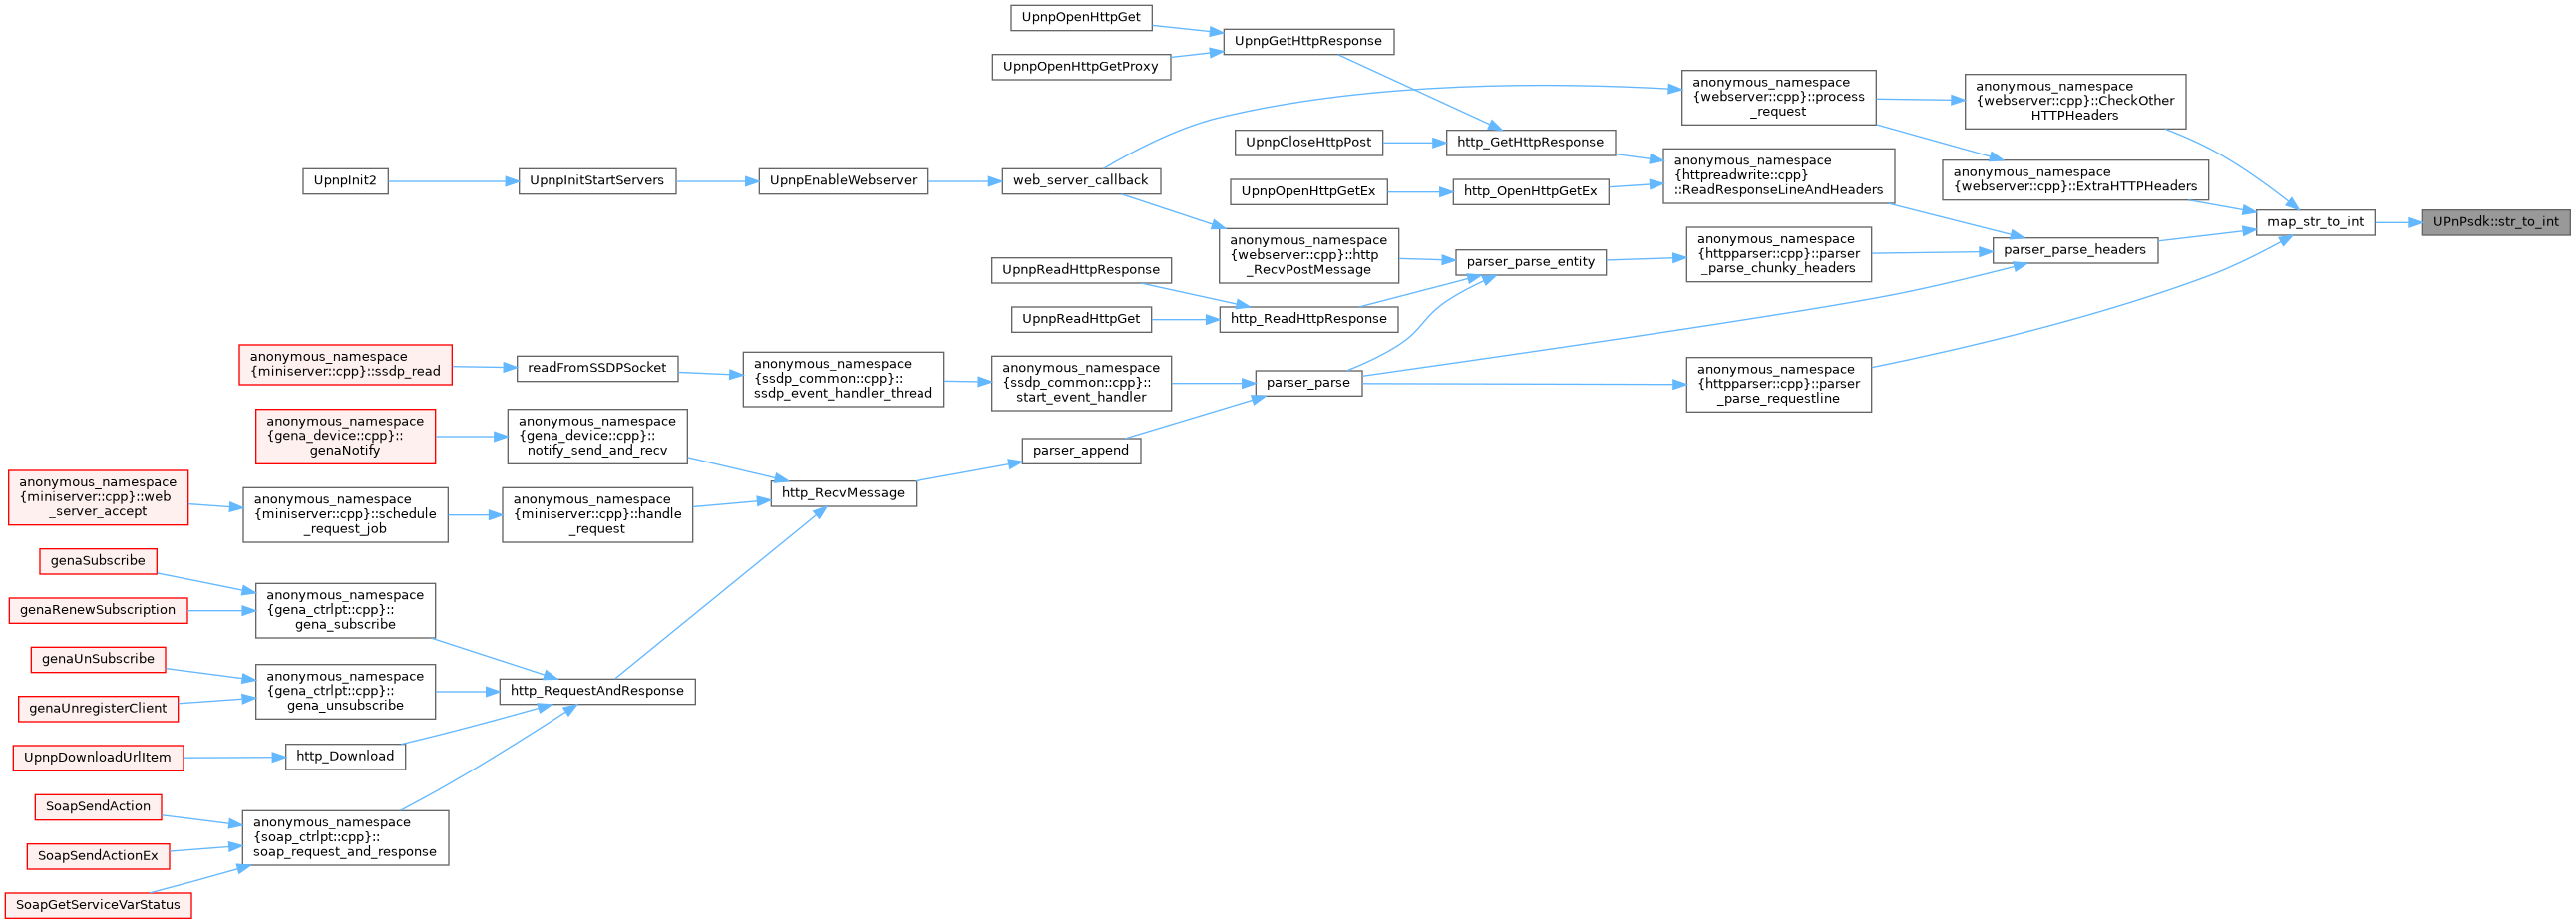 UpnpOpenHttpGet
UpnpGetHttpResponse
UpnpOpenHttpGetProxy
anonymous_namespace
{webserver::cpp}::process
_request
anonymous_namespace
{webserver::cpp}::CheckOther
HTTPHeaders
UpnpCloseHttpPost
http_GetHttpResponse
anonymous_namespace
{httpreadwrite::cpp}
::ReadResponseLineAndHeaders
anonymous_namespace
{webserver::cpp}::ExtraHTTPHeaders
UpnpInit2
UpnpInitStartServers
UpnpEnableWebserver
web_server_callback
UpnpOpenHttpGetEx
http_OpenHttpGetEx
map_str_to_int
UPnPsdk::str_to_int
anonymous_namespace
{webserver::cpp}::http
_RecvPostMessage
parser_parse_entity
anonymous_namespace
{httpparser::cpp}::parser
_parse_chunky_headers
parser_parse_headers
UpnpReadHttpResponse
UpnpReadHttpGet
http_ReadHttpResponse
anonymous_namespace
{miniserver::cpp}::ssdp_read
readFromSSDPSocket
anonymous_namespace
{ssdp_common::cpp}::
ssdp_event_handler_thread
anonymous_namespace
{ssdp_common::cpp}::
start_event_handler
parser_parse
anonymous_namespace
{httpparser::cpp}::parser
_parse_requestline
anonymous_namespace
{gena_device::cpp}::
genaNotify
anonymous_namespace
{gena_device::cpp}::
notify_send_and_recv
parser_append
anonymous_namespace
{miniserver::cpp}::web
_server_accept
anonymous_namespace
{miniserver::cpp}::schedule
_request_job
anonymous_namespace
{miniserver::cpp}::handle
_request
http_RecvMessage
genaSubscribe
genaRenewSubscription
anonymous_namespace
{gena_ctrlpt::cpp}::
gena_subscribe
genaUnSubscribe
genaUnregisterClient
anonymous_namespace
{gena_ctrlpt::cpp}::
gena_unsubscribe
http_RequestAndResponse
UpnpDownloadUrlItem
http_Download
SoapSendAction
SoapSendActionEx
SoapGetServiceVarStatus
anonymous_namespace
{soap_ctrlpt::cpp}::
soap_request_and_response